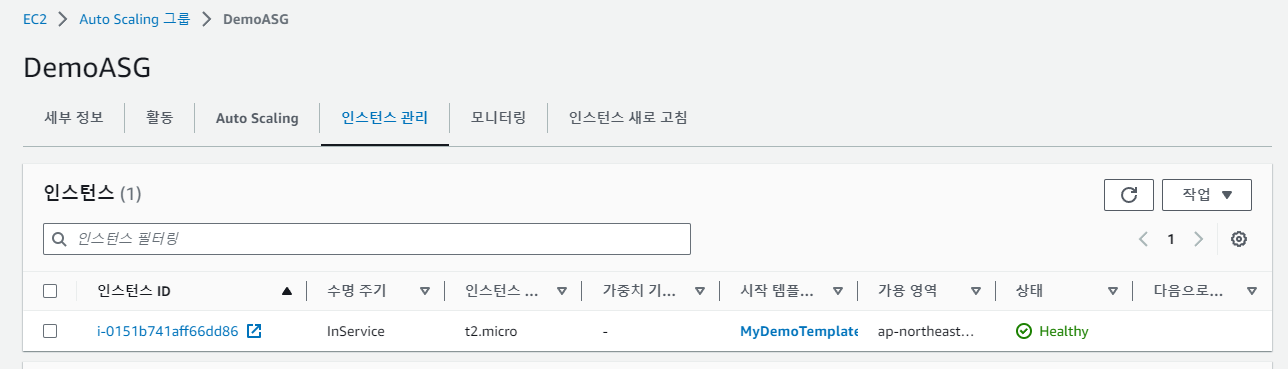 EC2 > Auto Scaling 그룹 > DemoASG
DemoASG
세부 정보 활동 Auto Scaling 인스턴스 관리 모니터링 인스턴스 새로 고침
인스턴스 (1) 작업
인스턴스 필터링 1
인스턴스 ID 수명 주기 인스턴스 ... 가중치 기... 시작 템플... 가용 영역 상태 다음으로...
i-0151b741aff66dd86 InService t2.micro - MyDemoTemplate ap-northeast... Healthy